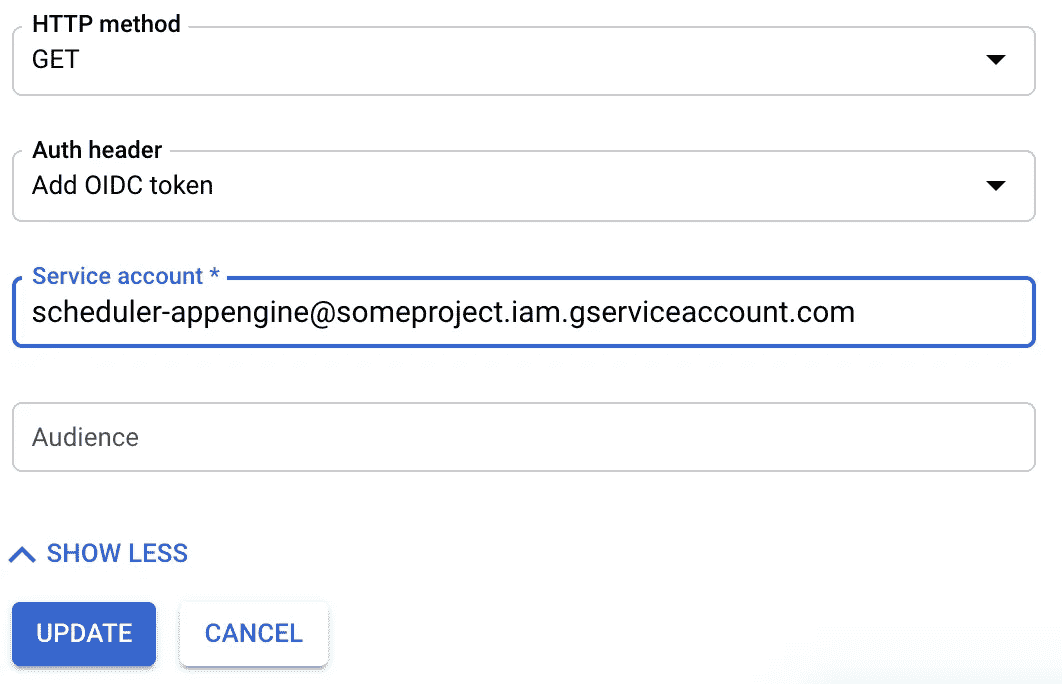 HTTP method
GET
Auth header
Add OIDC token
Service account *
scheduler-appengine@someproject.iam.gserviceaccount.com
Audience
SHOW LESS
UPDATE CANCEL